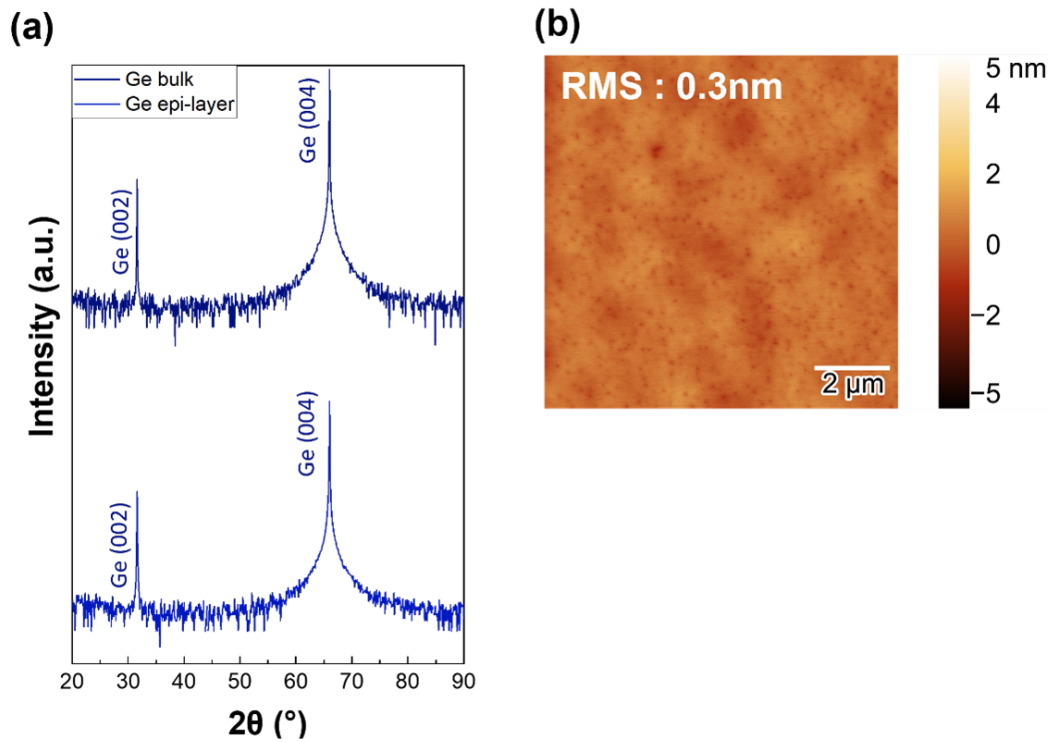 (a)
Ge bulk
Ge epi-layer
Ge (002)
Ge (004)
Ge (002)
Ge (004)
Intensity (a.u.)
20 30 40 50 60 70 80 90
2θ (°)
(b)
RMS : 0.3nm
2 µm
5 nm
4
2
0
−2
−5